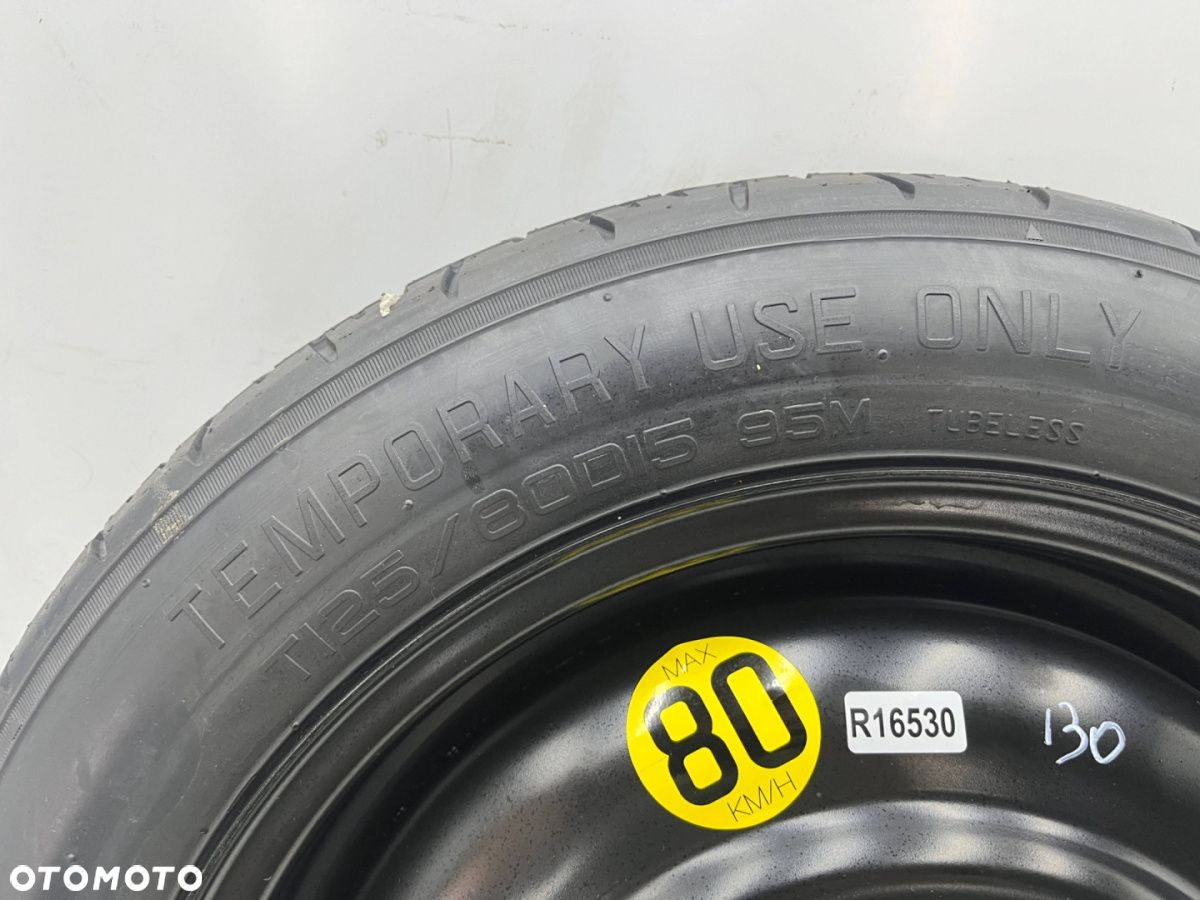 TEMPORARY USE ONLY
T125/80D15 95M TUBELESS
MAX
80
KM/H
R16530
130
OTOMOTO